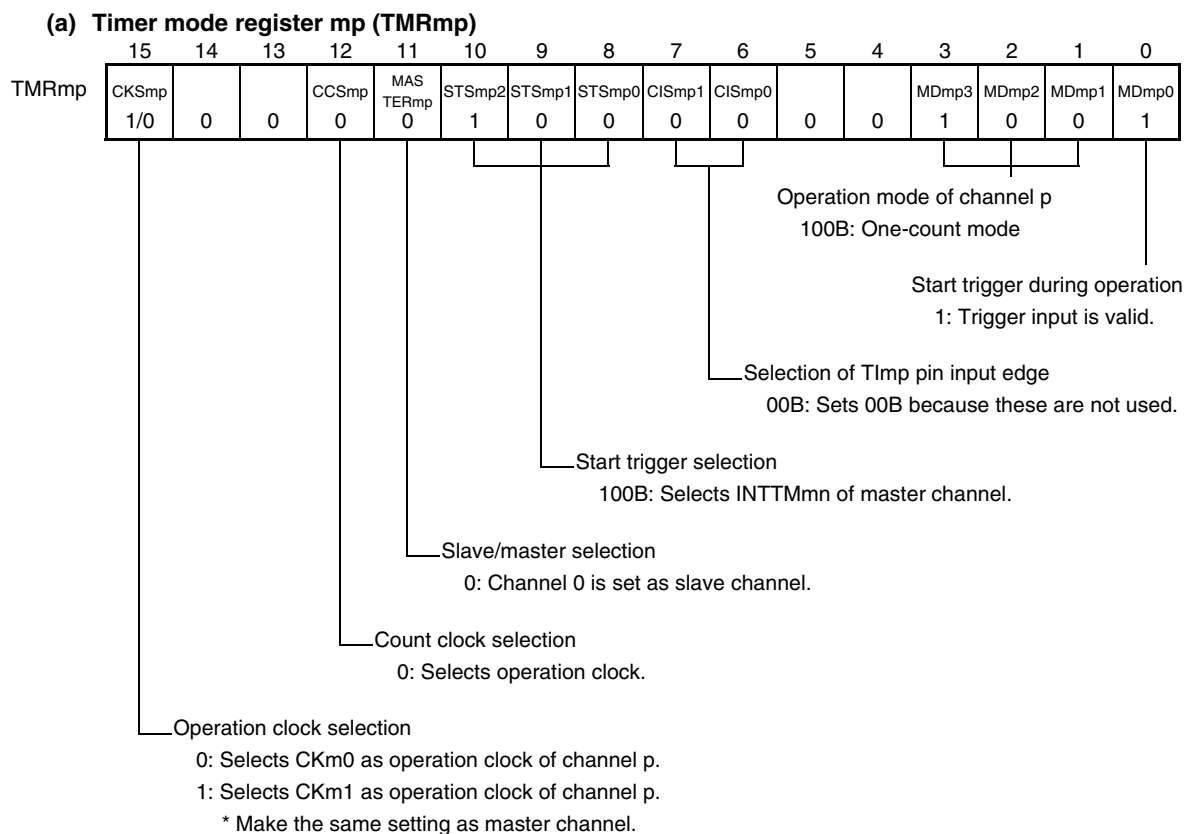 (a) Timer mode register mp (TMRmp)
15 14 13 12 11 10 9 8 7 6 5 4 3 2 1 0
TMRmp CKSmp CCSmp MAS TERmp STSmp2 STSmp1 STSmp0 CISmp1 CISmp0 MDmp3 MDmp2 MDmp1 MDmp0
1/0 0 0 0 0 1 0 0 0 0 0 0 1 0 0 1
Operation mode of channel p
100B: One-count mode
Start trigger during operation
1: Trigger input is valid.
Selection of TImp pin input edge
00B: Sets 00B because these are not used.
Start trigger selection
100B: Selects INTTMmn of master channel.
Slave/master selection
0: Channel 0 is set as slave channel.
Count clock selection
0: Selects operation clock.
Operation clock selection
0: Selects CKm0 as operation clock of channel p.
1: Selects CKm1 as operation clock of channel p.
* Make the same setting as master channel.